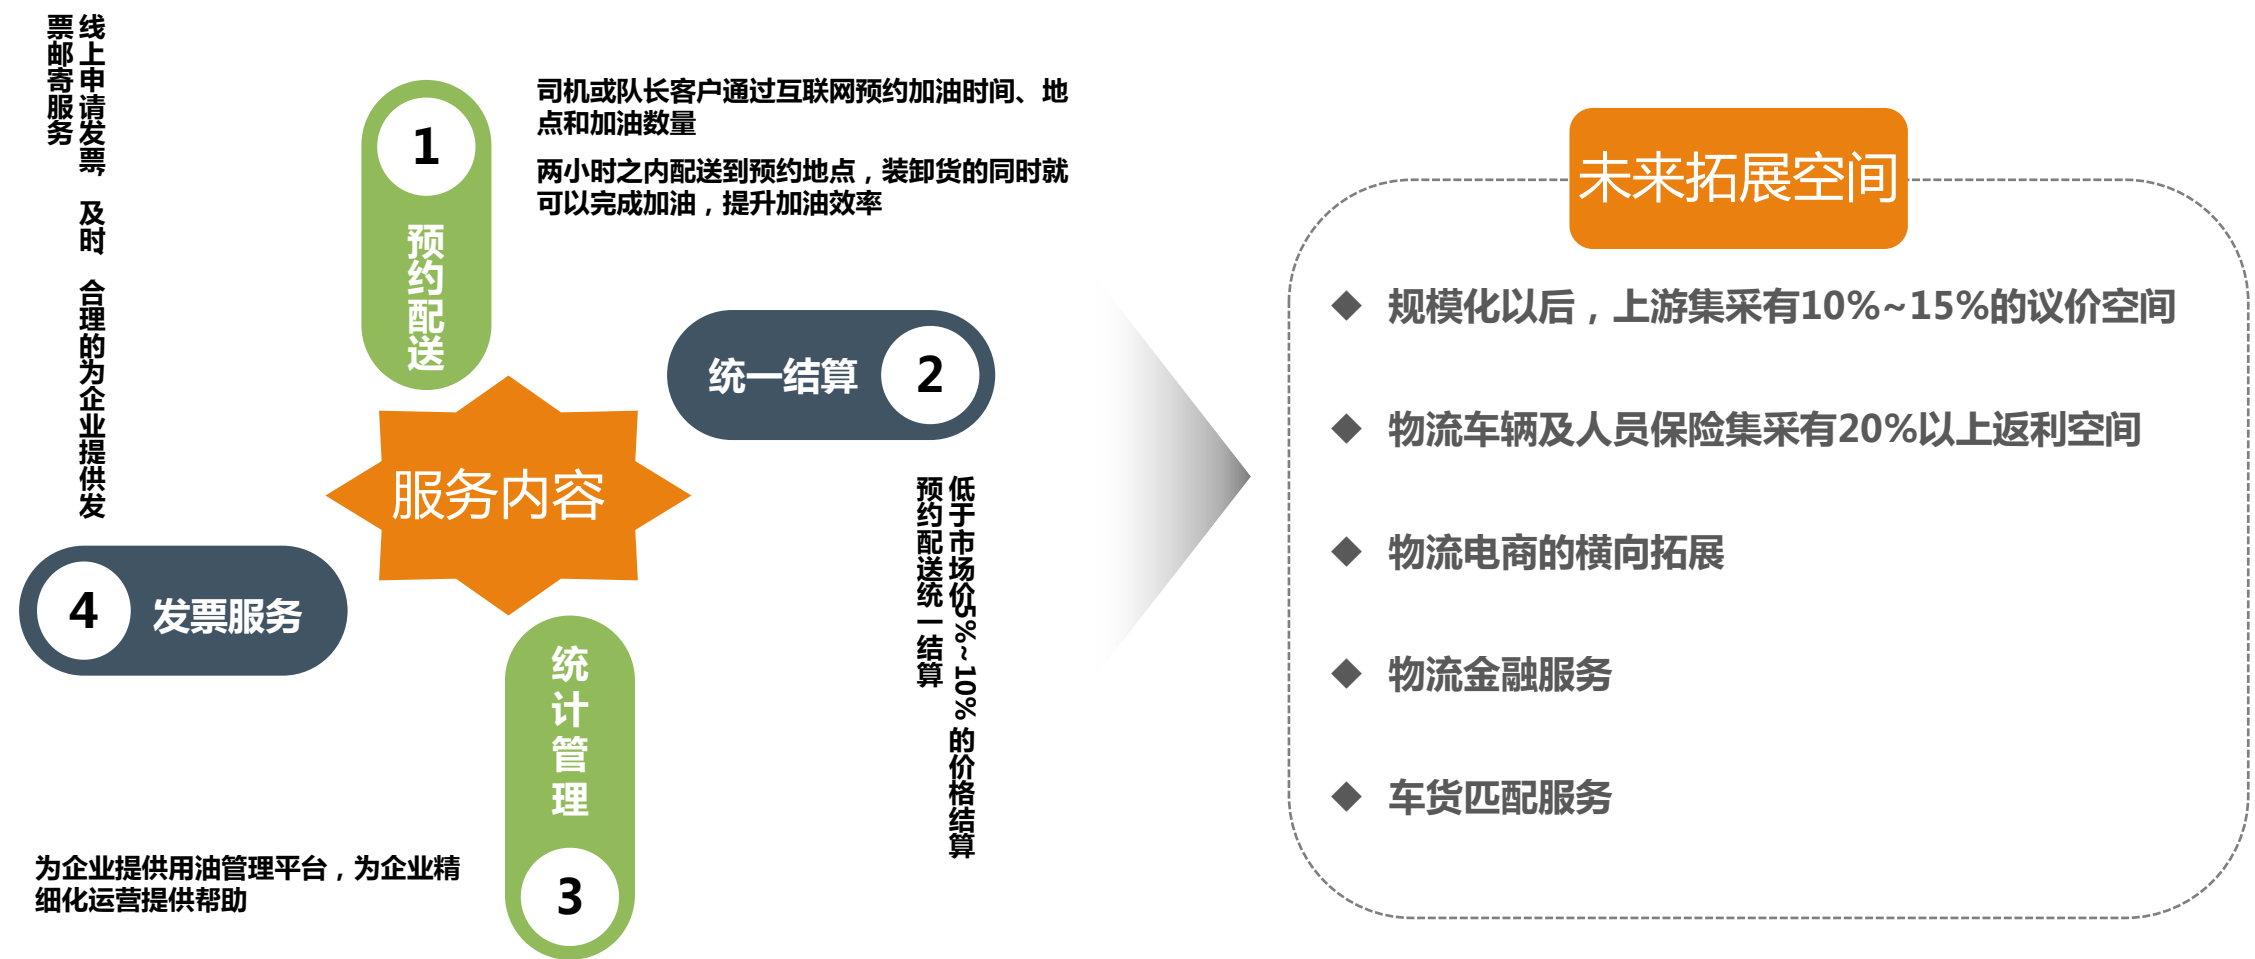 1
预约配送
司机或队长客户通过互联网预约加油时间、地
点和加油数量
两小时之内配送到预约地点，装卸货的同时就
可以完成加油，提升加油效率
统一结算
2
低于市场价5%~10%的价格结算
预约配送统一结算
服务内容
统计管理
3
为企业提供用油管理平台，为企业精
细化运营提供帮助
4
发票服务
线上申请发票，及时、合理的为企业提供发
票邮寄服务
未来拓展空间
◆ 规模化以后，上游集采有10%~15%的议价空间
◆ 物流车辆及人员保险集采有20%以上返利空间
◆ 物流电商的横向拓展
◆ 物流金融服务
◆ 车货匹配服务